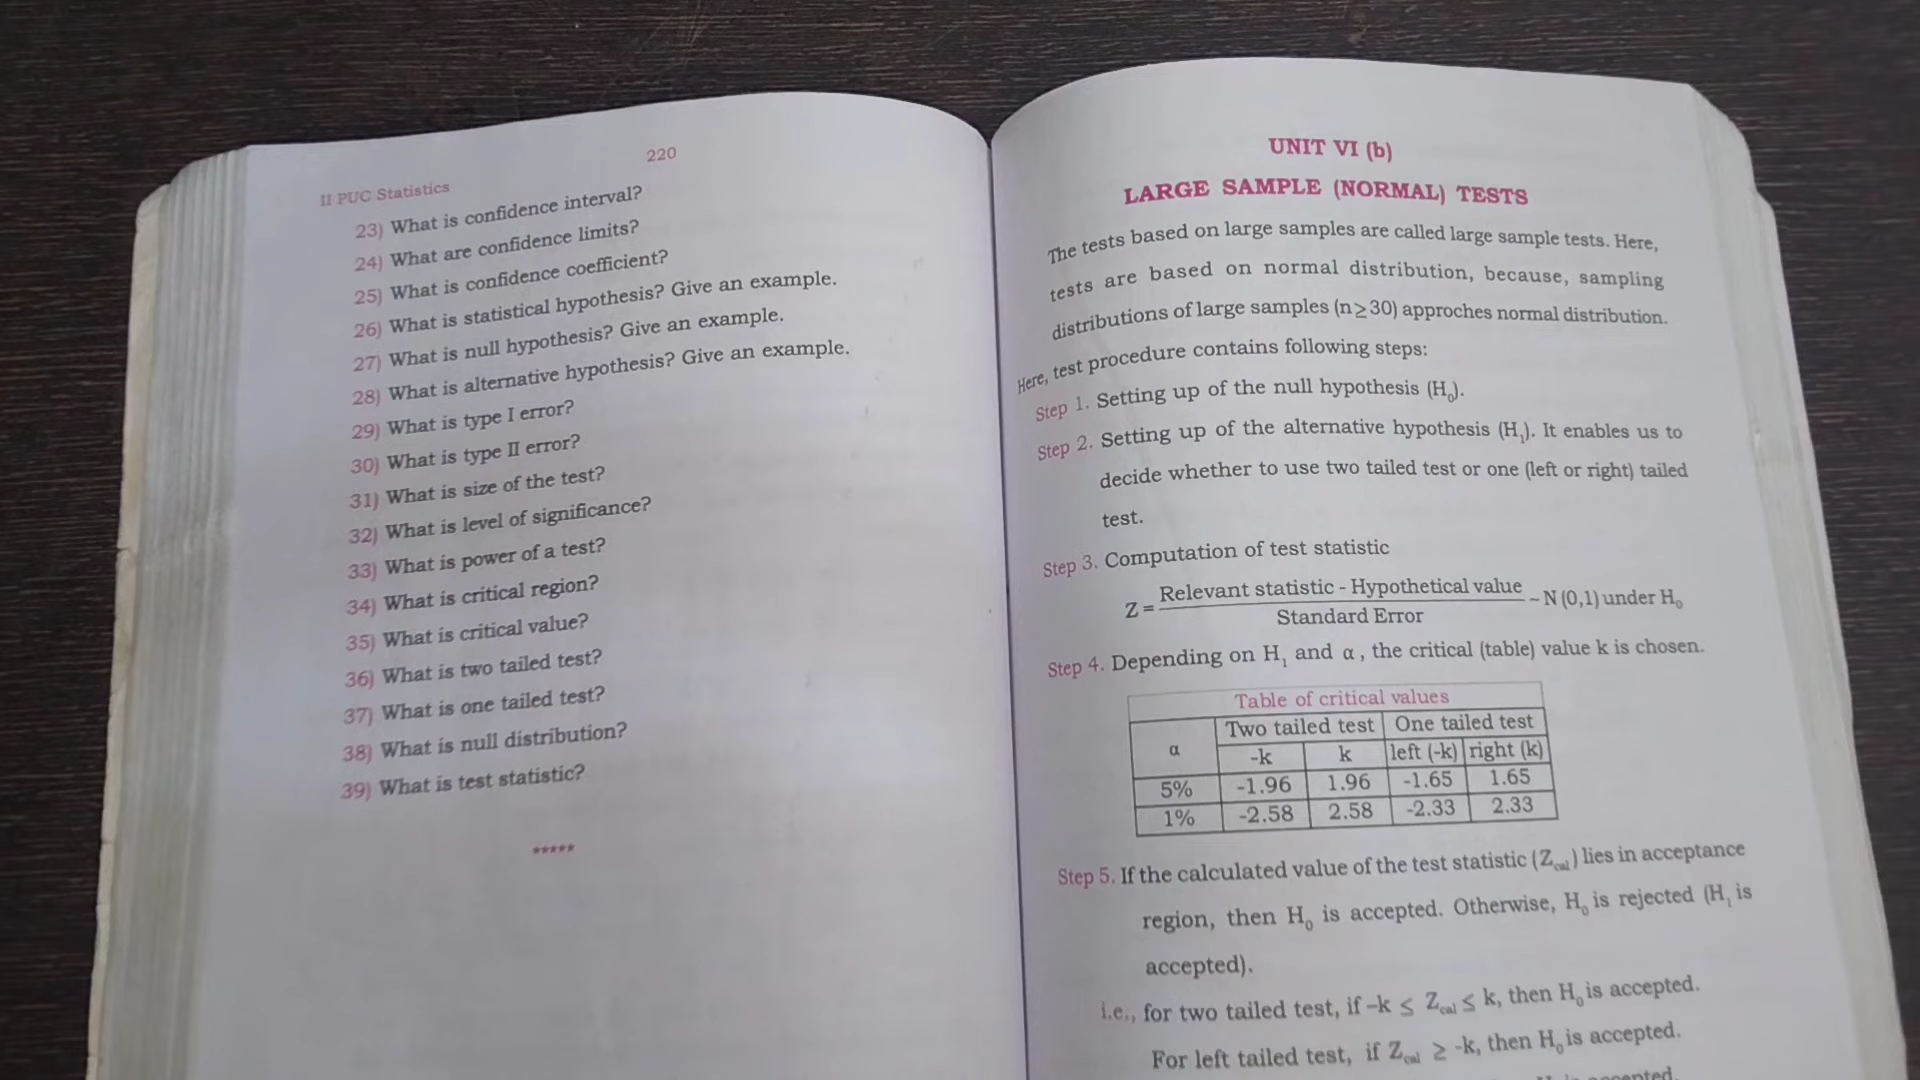 220
II PUC Statistics
23) What is confidence interval?
24) What are confidence limits?
25) What is confidence coefficient?
26) What is statistical hypothesis? Give an example.
27) What is null hypothesis? Give an example.
28) What is alternative hypothesis? Give an example.
29) What is type I error?
30) What is type II error?
31) What is size of the test?
32) What is level of significance?
33) What is power of a test?
34) What is critical region?
35) What is critical value?
36) What is two tailed test?
37) What is one tailed test?
38) What is null distribution?
39) What is test statistic?
*****
UNIT VI (b)
LARGE SAMPLE (NORMAL) TESTS
The tests based on large samples are called large sample tests. Here,
tests are based on normal distribution, because, sampling
distributions of large samples (n ≥ 30) approches normal distribution.
Here, test procedure contains following steps:
Step 1. Setting up of the null hypothesis (H₀).
Step 2. Setting up of the alternative hypothesis (H₁). It enables us to
decide whether to use two tailed test or one (left or right) tailed
test.
Step 3. Computation of test statistic
Relevant statistic - Hypothetical value
Z = ~ N (0,1) under H₀
Standard Error
Step 4. Depending on H₁ and α, the critical (table) value k is chosen.
Table of critical values
α Two tailed test One tailed test
-k k left (-k) right (k)
5% -1.96 1.96 -1.65 1.65
1% -2.58 2.58 -2.33 2.33
Step 5. If the calculated value of the test statistic (Zcal) lies in acceptance
region, then H₀ is accepted. Otherwise, H₀ is rejected (H₁ is
accepted).
i.e., for two tailed test, if -k ≤ Zcal ≤ k, then H₀ is accepted.
For left tailed test, if Zcal ≥ -k, then H₀ is accepted.
accepted.